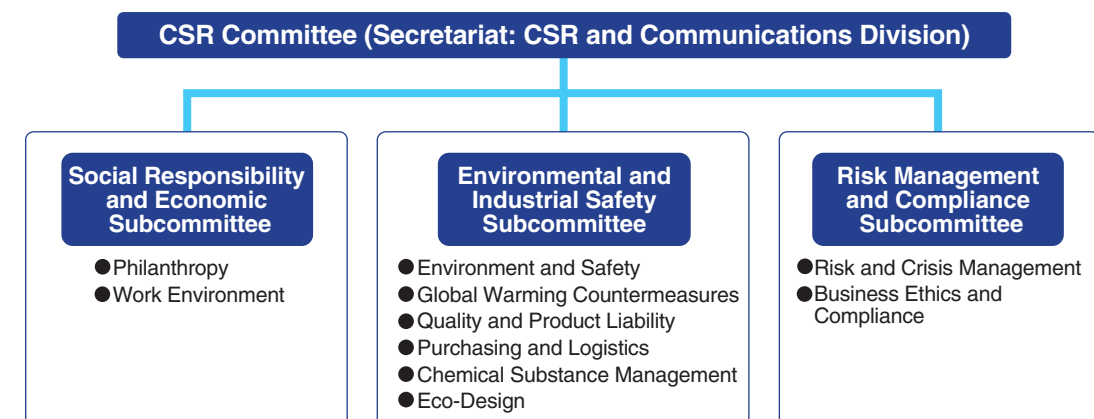 CSR Committee (Secretariat: CSR and Communications Division)
Social Responsibility
and Economic
Subcommittee
●Philanthropy
●Work Environment
Environmental and
Industrial Safety
Subcommittee
●Environment and Safety
●Global Warming Countermeasures
●Quality and Product Liability
●Purchasing and Logistics
●Chemical Substance Management
●Eco-Design
Risk Management
and Compliance
Subcommittee
●Risk and Crisis Management
●Business Ethics and
Compliance